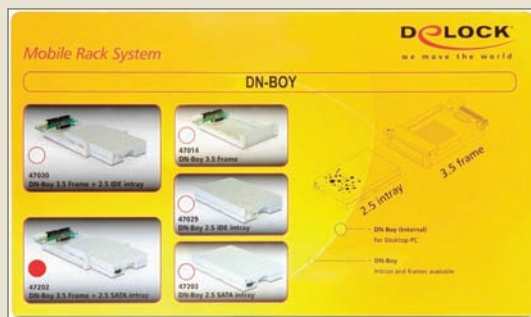 DELOCK
we move the world
Mobile Rack System
DN-BOY
47030
DN-Boy 3.5 Frame + 2.5 IDE intray
47014
DN-Boy 3.5 Frame
47029
DN-Boy 2.5 IDE intray
47202
DN-Boy 3.5 Frame + 2.5 SATA intray
47203
DN-Boy 2.5 SATA intray
2.5 intray
3.5 frame
DN Boy (Internal)
for Desktop-PC
DN-Boy
frames available